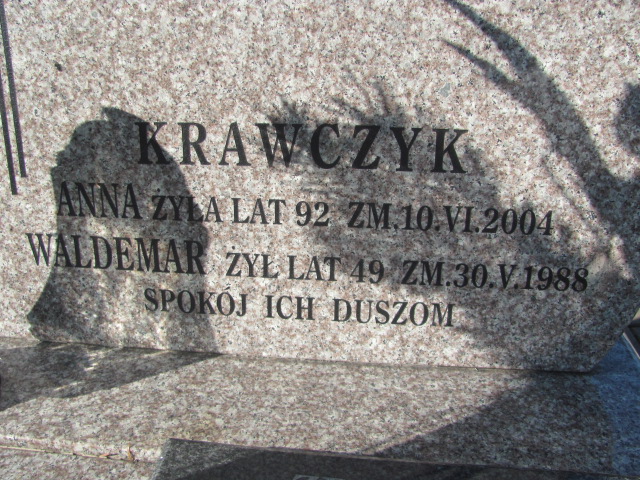 KRAWCZYK
ANNA ŻYŁA LAT 92 ZM.10.VI.2004
WALDEMAR ŻYŁ LAT 49 ZM.30.V.1988
SPOKÓJ ICH DUSZOM